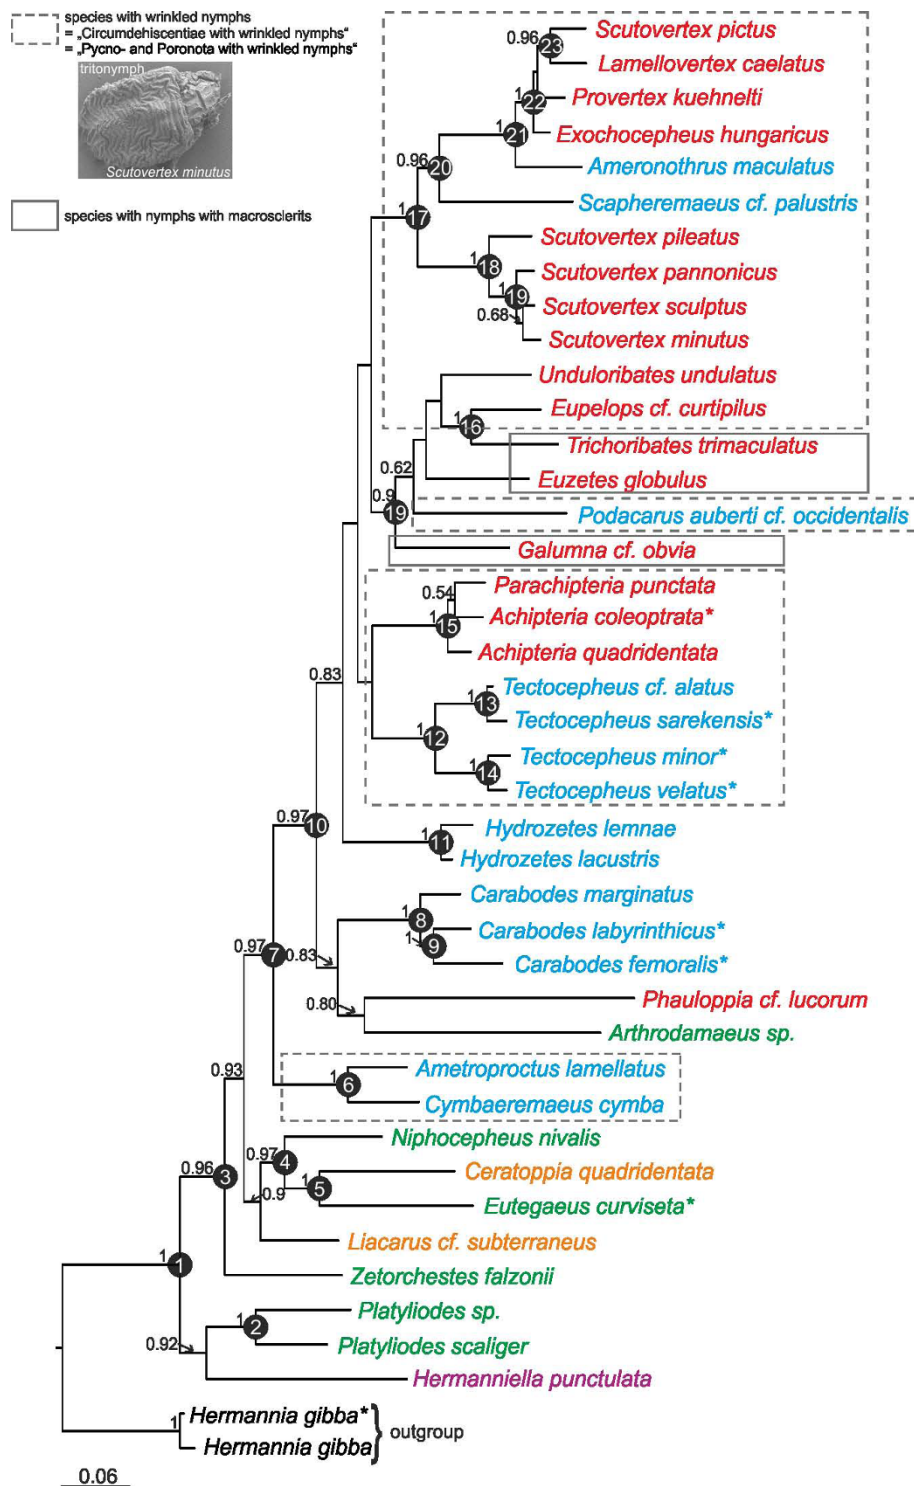 species with wrinkled nymphs
= „Circumdehiscentiae with wrinkled nymphs“
= „Pycno- and Poronota with wrinkled nymphs“
tritonymph
Scutovertex minutus
species with nymphs with macrosclerits
Scutovertex pictus
0.96
23
Lamellovertex caelatus
1
22
Provertex kuehnelti
1
21
Exochocepheus hungaricus
0.96
20
Ameronothrus maculatus
Scapheremaeus cf. palustris
1
17
Scutovertex pileatus
1
18
Scutovertex pannonicus
1
19
Scutovertex sculptus
0.68
Scutovertex minutus
Unduloribates undulatus
Eupelops cf. curtipilus
1
16
Trichoribates trimaculatus
0.62
Euzetes globulus
0.9
19
Podacarus auberti cf. occidentalis
Galumna cf. obvia
Parachipteria punctata
0.54
Achipteria coleoptrata*
1
15
Achipteria quadridentata
Tectocepheus cf. alatus
1
13
Tectocepheus sarekensis*
0.83
1
12
Tectocepheus minor*
1
14
Tectocepheus velatus*
0.97
10
Hydrozetes lemnae
1
11
Hydrozetes lacustris
Carabodes marginatus
1
8
Carabodes labyrinthicus*
1
9
Carabodes femoralis*
0.97
7
0.83
Phauloppia cf. lucorum
0.80
Arthrodamaeus sp.
Ametroproctus lamellatus
0.93
1
6
Cymbaeremaeus cymba
Niphocepheus nivalis
0.97
4
Ceratoppia quadridentata
0.96
3
1
5
0.9
Eutegaeus curviseta*
Liacarus cf. subterraneus
1
1
Zetorchestes falzonii
Platyliodes sp.
1
2
Platyliodes scaliger
0.92
Hermanniella punctulata
1
Hermannia gibba*
Hermannia gibba
outgroup
0.06